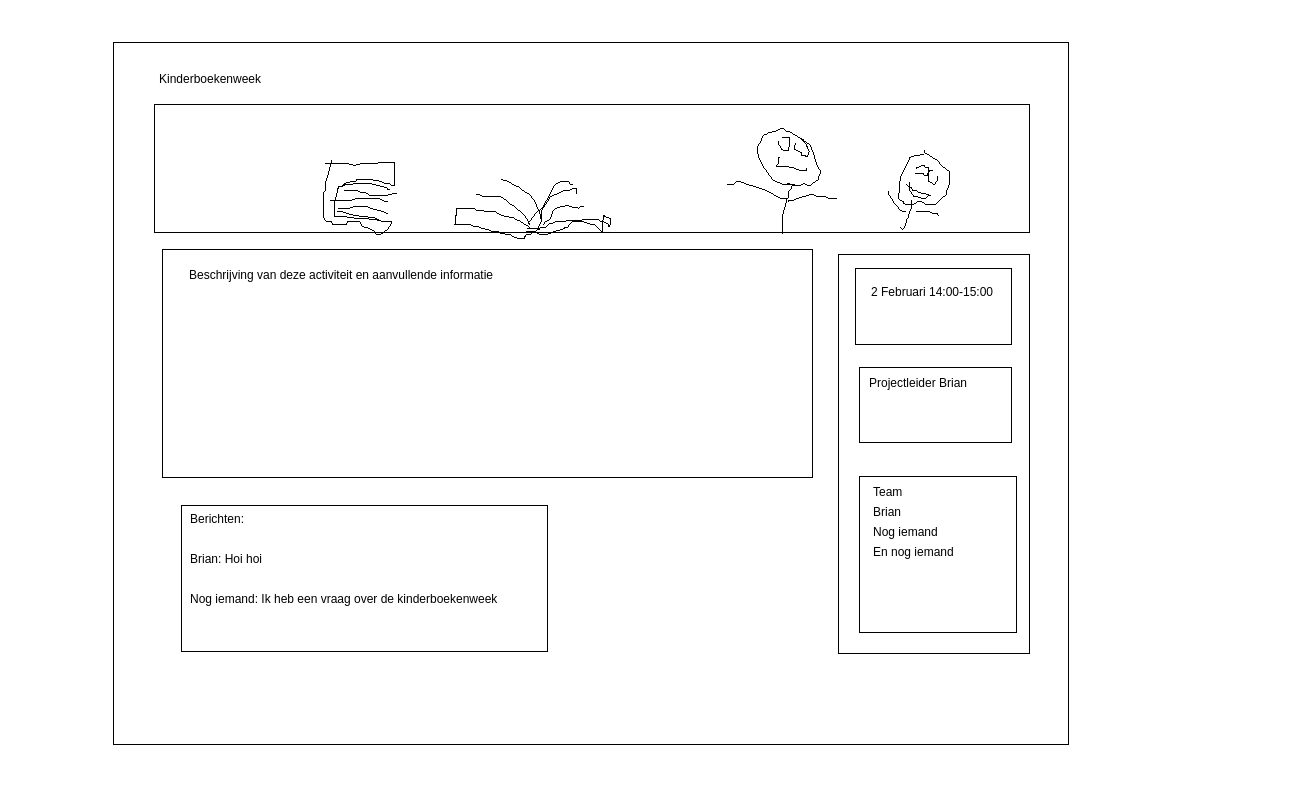 Kinderboekenweek
Beschrijving van deze activiteit en aanvullende informatie
2 Februari 14:00-15:00
Projectleider Brian
Team
Brian
Nog iemand
En nog iemand
Berichten:
Brian: Hoi hoi
Nog iemand: Ik heb een vraag over de kinderboekenweek